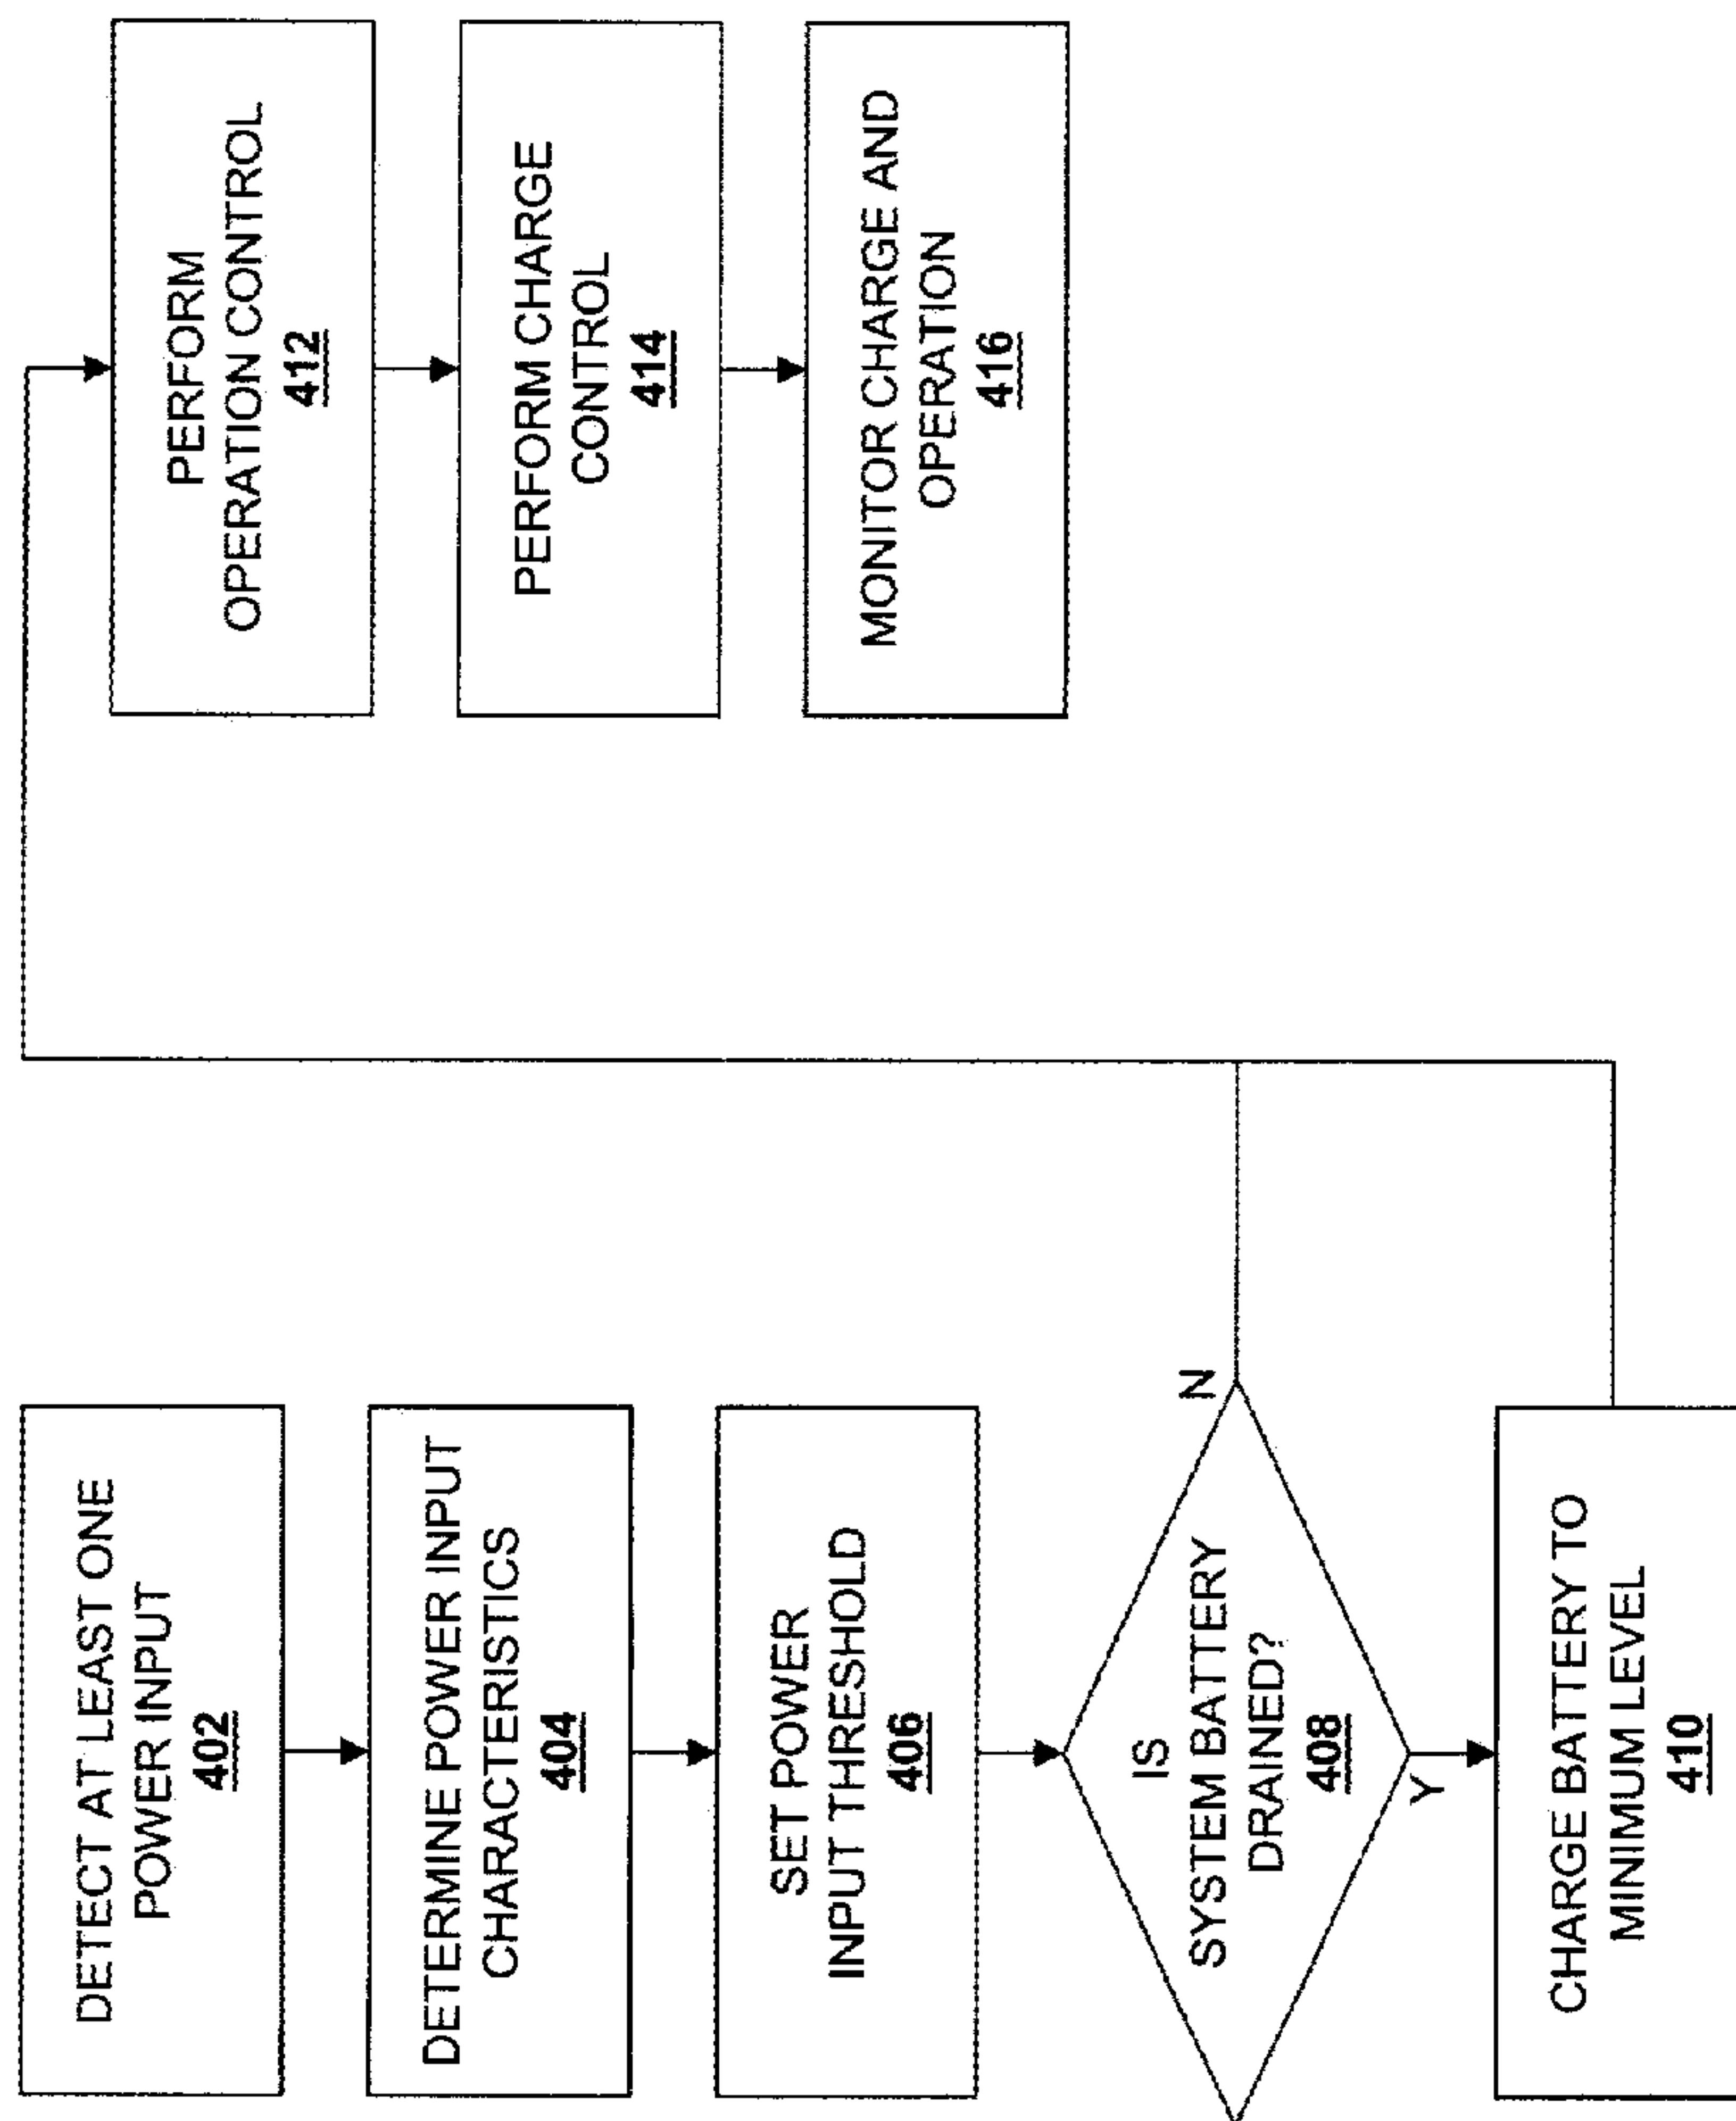 DETECT AT LEAST ONE
POWER INPUT
402
DETERMINE POWER INPUT
CHARACTERISTICS
404
SET POWER
INPUT THRESHOLD
406
IS
SYSTEM BATTERY
DRAINED?
408
N
Y
CHARGE BATTERY TO
MINIMUM LEVEL
410
PERFORM
OPERATION CONTROL
412
PERFORM CHARGE
CONTROL
414
MONITOR CHARGE AND
OPERATION
416